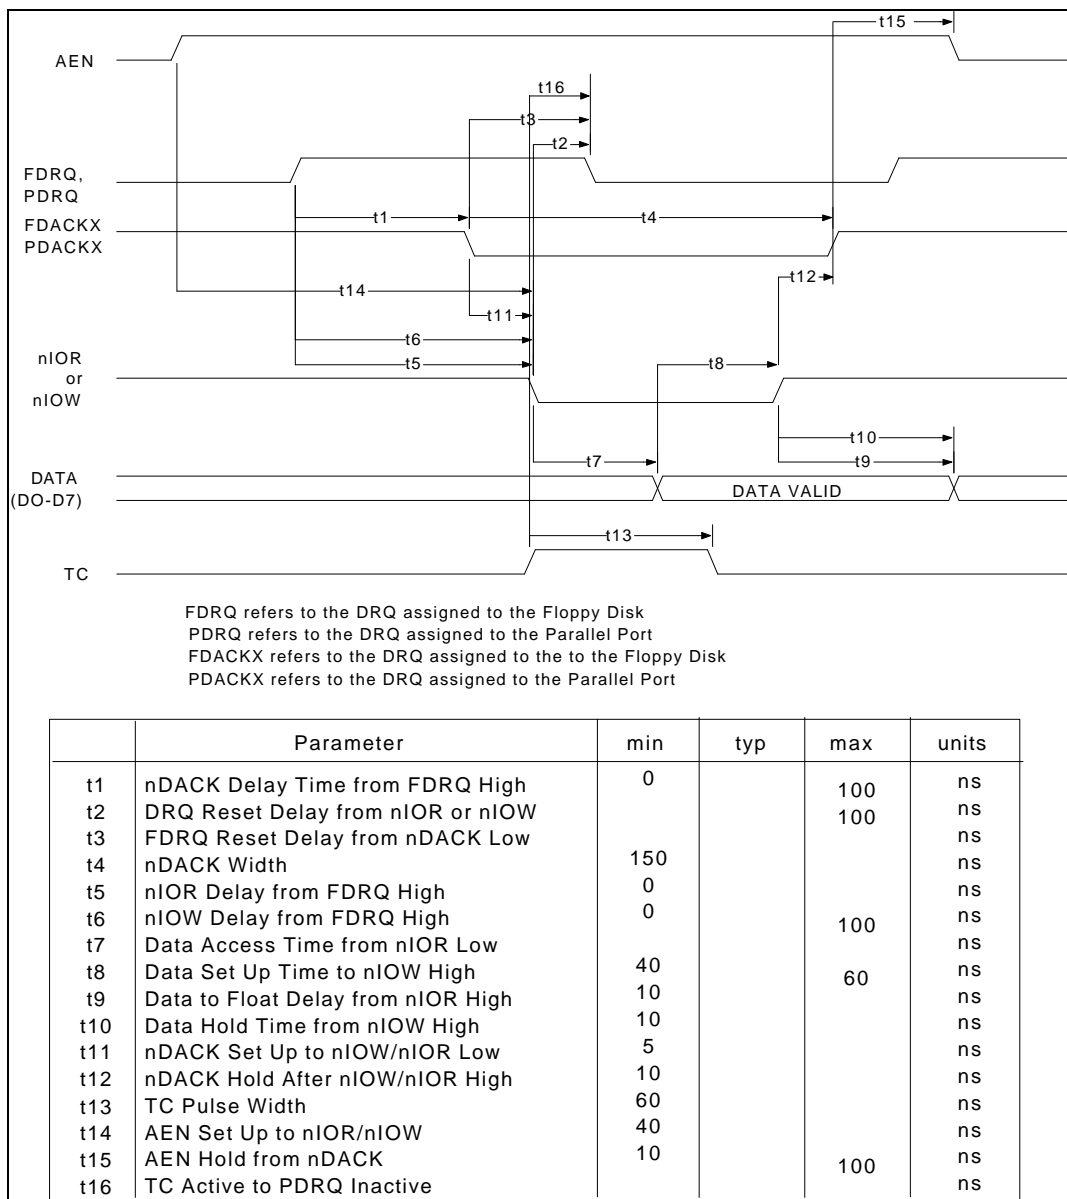 t15
AEN
t16
t3
t2
FDRQ,
PDRQ
t1
t4
FDACKX
PDACKX
t12
t14
t11
t6
t5
nIOR
or
nIOW
t8
t10
t7
t9
DATA
(DO-D7)
DATA VALID
t13
TC
FDRQ refers to the DRQ assigned to the Floppy Disk
PDRQ refers to the DRQ assigned to the Parallel Port
FDACKX refers to the DRQ assigned to the to the Floppy Disk
PDACKX refers to the DRQ assigned to the Parallel Port
Parameter min typ max units
t1 nDACK Delay Time from FDRQ High 0 100 ns
t2 DRQ Reset Delay from nIOR or nIOW 100 ns
t3 FDRQ Reset Delay from nDACK Low ns
t4 nDACK Width 150 ns
t5 nIOR Delay from FDRQ High 0 ns
t6 nIOW Delay from FDRQ High 0 100 ns
t7 Data Access Time from nIOR Low ns
t8 Data Set Up Time to nIOW High 40 60 ns
t9 Data to Float Delay from nIOR High 10 ns
t10 Data Hold Time from nIOW High 10 ns
t11 nDACK Set Up to nIOW/nIOR Low 5 ns
t12 nDACK Hold After nIOW/nIOR High 10 ns
t13 TC Pulse Width 60 ns
t14 AEN Set Up to nIOR/nIOW 40 ns
t15 AEN Hold from nDACK 10 100 ns
t16 TC Active to PDRQ Inactive ns